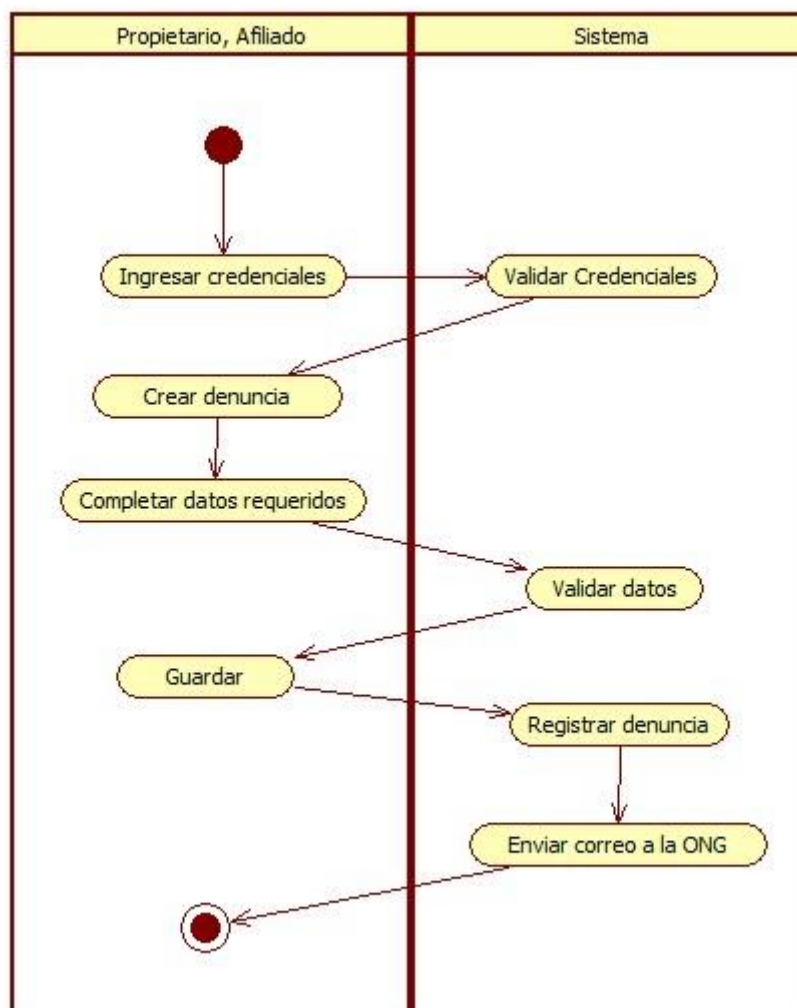 Propietario, Afiliado
Sistema
Ingresar credenciales
Validar Credenciales
Crear denuncia
Completar datos requeridos
Validar datos
Guardar
Registrar denuncia
Enviar correo a la ONG